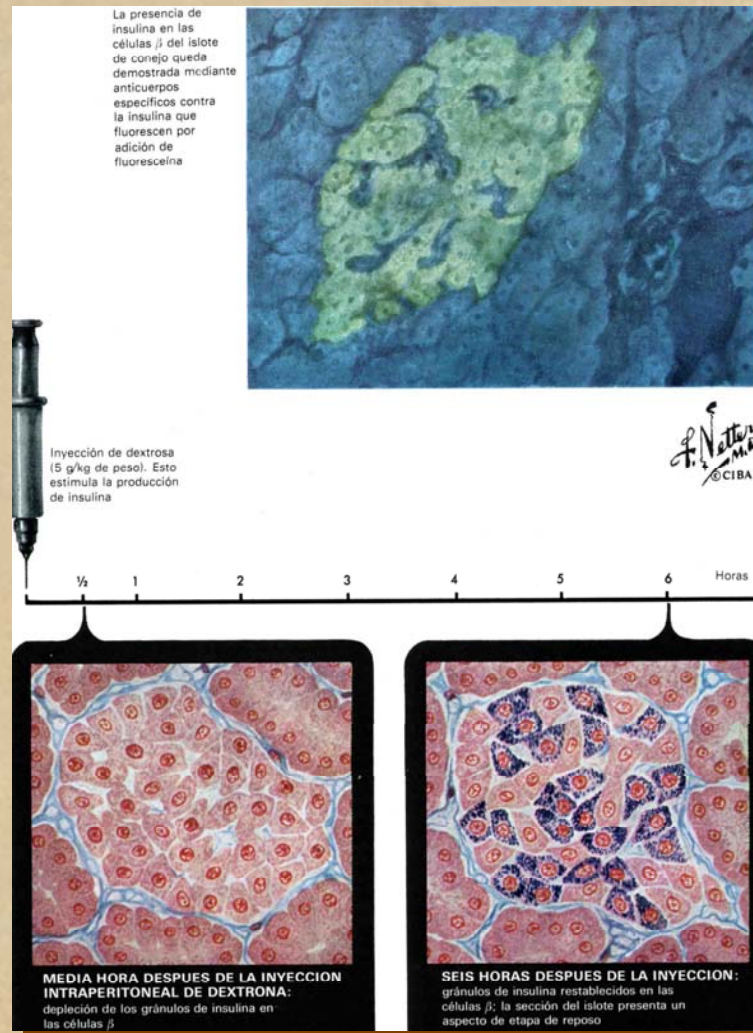 La presencia de
insulina en las
células β del islote
de conejo queda
demostrada mediante
anticuerpos
específicos contra
la insulina que
fluorescen por
adición de
fluoresceína
F. Netter
M.D.
© CIBA
Inyección de dextrosa
(5 g/kg de peso). Esto
estimula la producción
de insulina
½ 1 2 3 4 5 6 Horas
MEDIA HORA DESPUES DE LA INYECCION
INTRAPERITONEAL DE DEXTRONA:
depleción de los gránulos de insulina en
las células β
SEIS HORAS DESPUES DE LA INYECCION:
gránulos de insulina restablecidos en las
células β; la sección del islote presenta un
aspecto de etapa de reposo